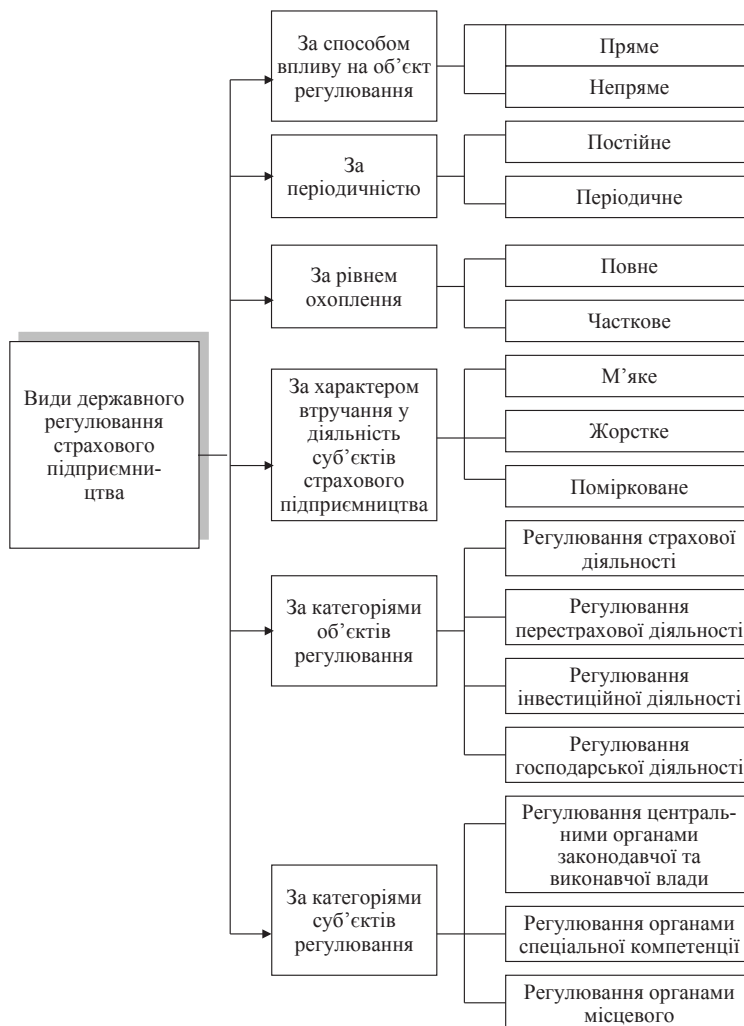 За способом
впливу на об’єкт
регулювання
Пряме
Непряме
За
періодичністю
Постійне
Періодичне
За рівнем
охоплення
Повне
Часткове
Види державного
регулювання
страхового
підприємни-
цтва
За характером
втручання у
діяльність
суб’єктів
страхового
підприємництва
М’яке
Жорстке
Помірковане
За категоріями
об’єктів
регулювання
Регулювання страхової
діяльності
Регулювання
перестрахової діяльності
Регулювання
інвестиційної діяльності
Регулювання
господарської діяльності
За категоріями
суб’єктів
регулювання
Регулювання централь-
ними органами
законодавчої та
виконавчої влади
Регулювання органами
спеціальної компетенції
Регулювання органами
місцевого